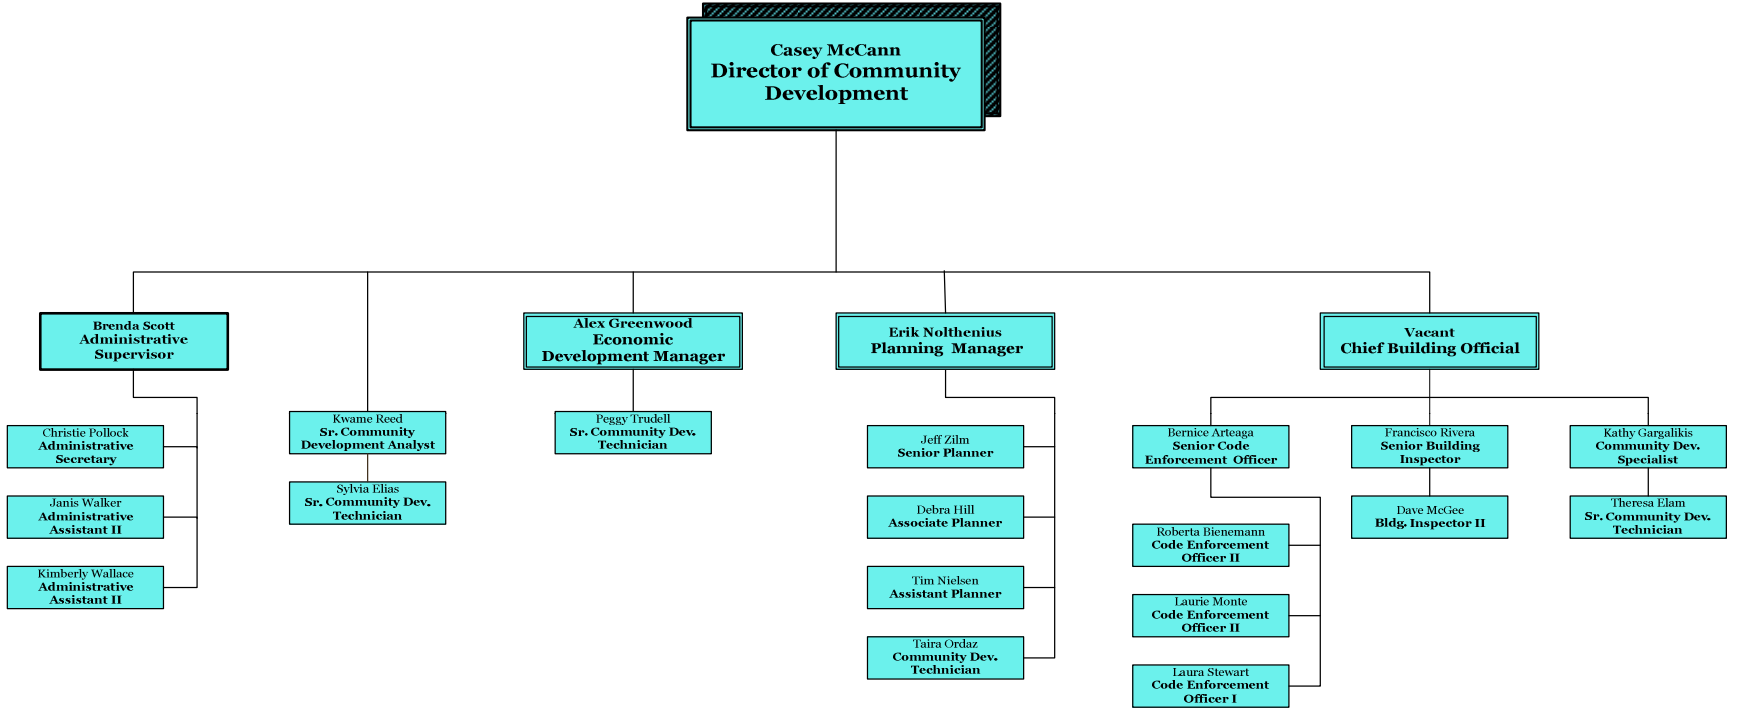 Casey McCann
Director of Community
Development
Brenda Scott
Administrative
Supervisor
Alex Greenwood
Economic
Development Manager
Erik Nolthenius
Planning Manager
Vacant
Chief Building Official
Christie Pollock
Administrative
Secretary
Janis Walker
Administrative
Assistant II
Kimberly Wallace
Administrative
Assistant II
Kwame Reed
Sr. Community
Development Analyst
Sylvia Elias
Sr. Community Dev.
Technician
Peggy Trudell
Sr. Community Dev.
Technician
Jeff Zilm
Senior Planner
Debra Hill
Associate Planner
Tim Nielsen
Assistant Planner
Taira Ordaz
Community Dev.
Technician
Bernice Arteaga
Senior Code
Enforcement Officer
Roberta Bienemann
Code Enforcement
Officer II
Laurie Monte
Code Enforcement
Officer II
Laura Stewart
Code Enforcement
Officer I
Francisco Rivera
Senior Building
Inspector
Dave McGee
Bldg. Inspector II
Kathy Gargalikis
Community Dev.
Specialist
Theresa Elam
Sr. Community Dev.
Technician